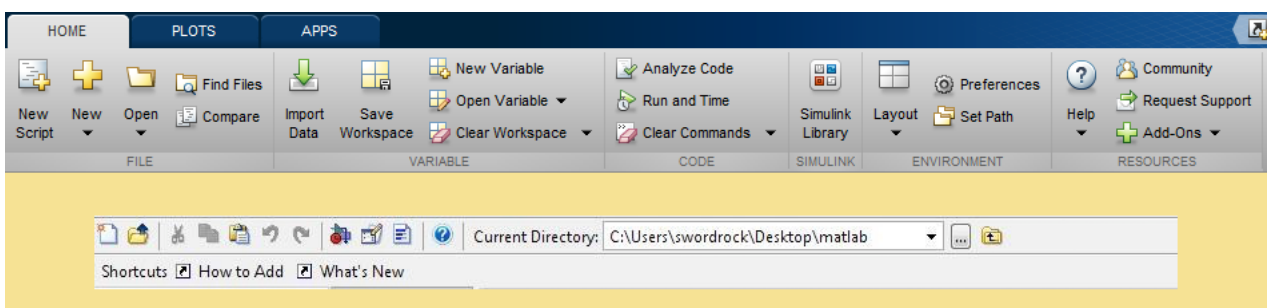 HOME PLOTS APPS
New Script
New
Open
Find Files
Compare
FILE
Import Data
Save Workspace
New Variable
Open Variable
Clear Workspace
VARIABLE
Analyze Code
Run and Time
Clear Commands
CODE
Simulink Library
SIMULINK
Layout
Preferences
Set Path
ENVIRONMENT
Help
Community
Request Support
Add-Ons
RESOURCES
Current Directory: C:\Users\swordrock\Desktop\matlab ...
Shortcuts How to Add What's New